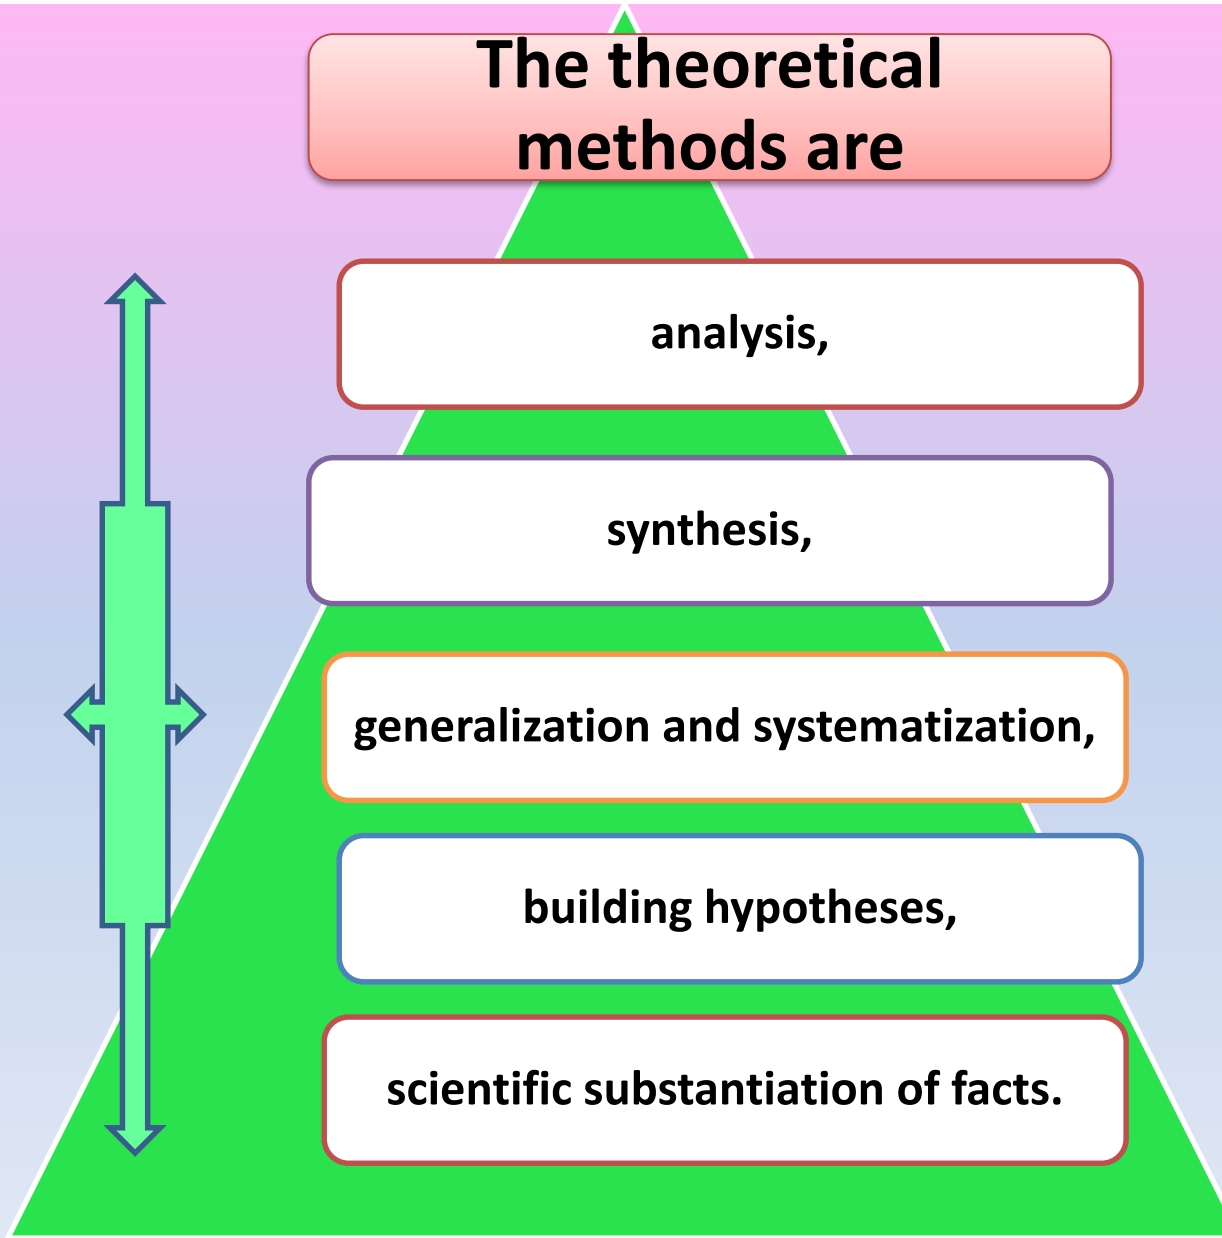 The theoretical
methods are
analysis,
synthesis,
generalization and systematization,
building hypotheses,
scientific substantiation of facts.